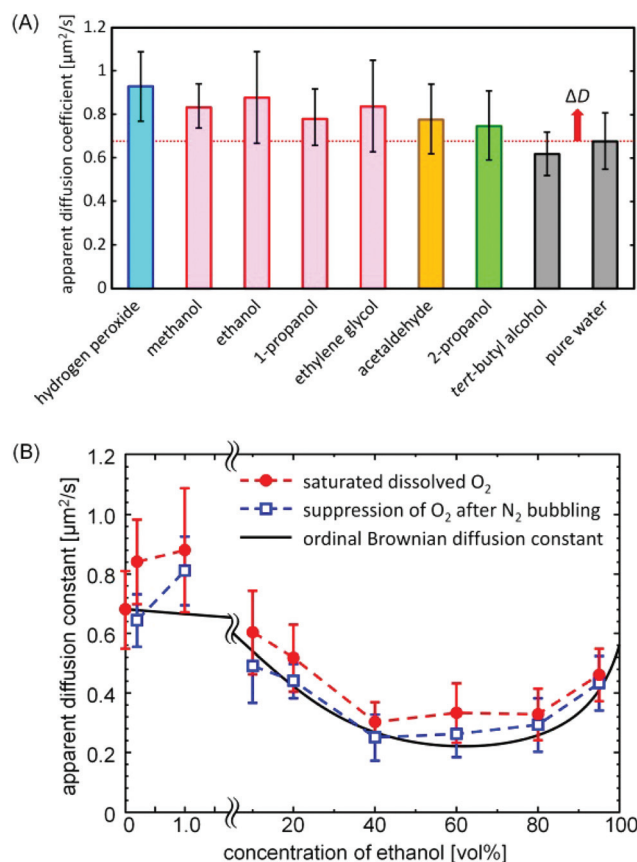 (A)
apparent diffusion coefficient [μm²/s]
1.2
1
0.8
0.6
0.4
0.2
0
ΔD
hydrogen peroxide
methanol
ethanol
1-propanol
ethylene glycol
acetaldehyde
2-propanol
tert-butyl alcohol
pure water
(B)
apparent diffusion constant [μm²/s]
1.2
1.0
0.8
0.6
0.4
0.2
0
saturated dissolved O₂
suppression of O₂ after N₂ bubbling
ordinal Brownian diffusion constant
0 1.0 20 40 60 80 100
concentration of ethanol [vol%]